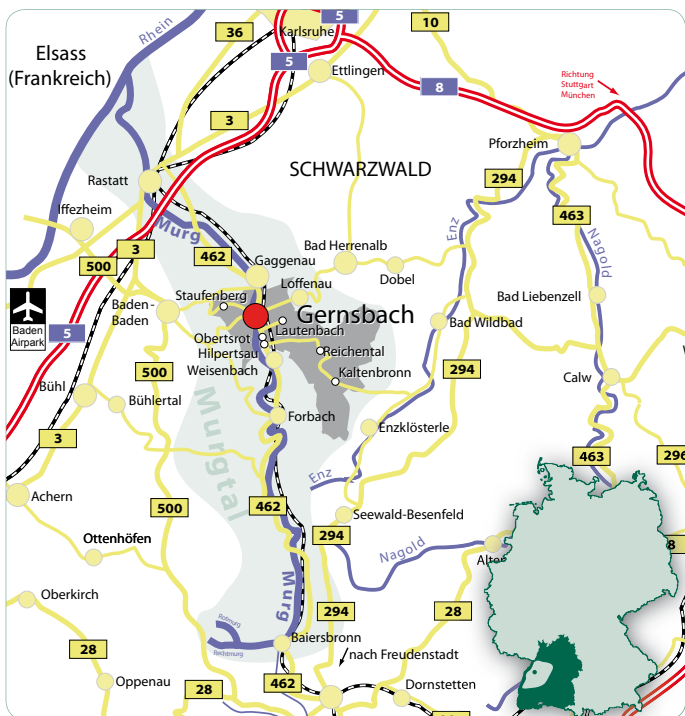 36
5
10
Karlsruhe
Elsass
(Frankreich)
Rhein
5
Ettlingen
8
Richtung
Stuttgart
München
3
Pforzheim
SCHWARZWALD
294
Rastatt
463
Iffezheim
Murg
Enz
Nagold
3
462
Bad Herrenalb
500
Gaggenau
Dobel
Staufenberg
Loffenau
Bad Liebenzell
Baden
Airpark
5
Baden-
Baden
Gernsbach
Lautenbach
Bad Wildbad
Obertsrot
Hilpertsau
Reichental
Weisenbach
Kaltenbronn
294
Calw
500
Bühl
Bühlertal
Murgtal
Forbach
Enzklösterle
3
463
296
Enz
Achern
500
462
Seewald-Besenfeld
294
Ottenhöfen
Nagold
Alten
8
Oberkirch
Murg
294
28
Rotmurg
Rechtmurg
Baiersbronn
28
nach Freudenstadt
Oppenau
28
462
Dornstetten